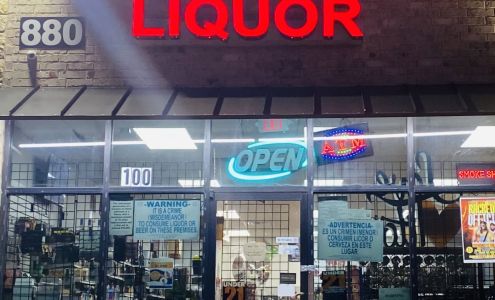 LIQUOR
880
OPEN
ATM
100
SMOKE SH
-WARNING-
IT IS A CRIME
(MISDEMEANOR)
TO CONSUME LIQUOR OR
BEER ON THESE PREMISES
ADVERTENCIA-
ES UN CRIMEN (MENOR)
CONSUMIR LICOR O
CERVEZA EN ESTE
LUGAR
UNDER
21